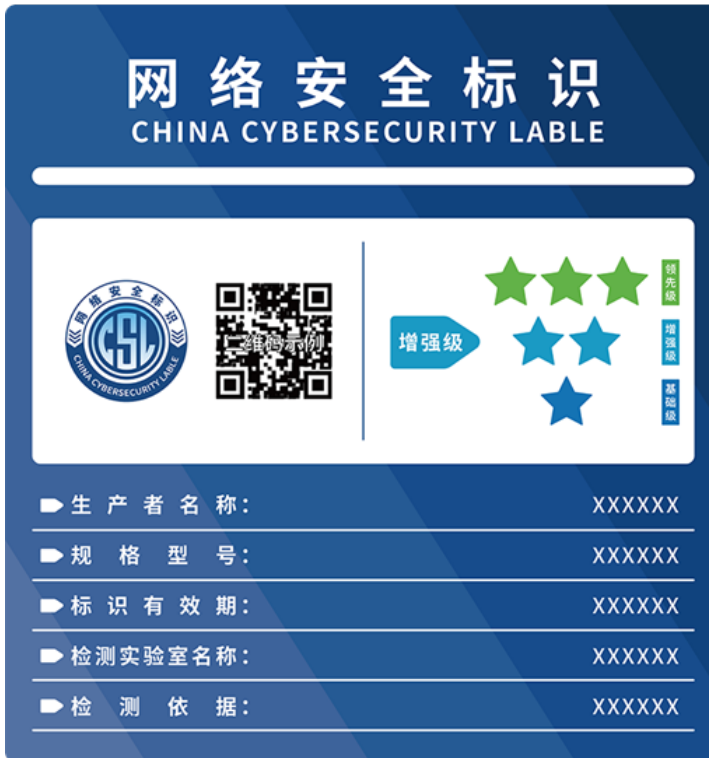 网络安全标识
CHINA CYBERSECURITY LABLE
网络安全标识
CSL
CHINA CYBERSECURITY LABLE
二维码示例
增强级
领先级
增强级
基础级
生产者名称: XXXXXX
规格型号: XXXXXX
标识有效期: XXXXXX
检测实验室名称: XXXXXX
检测依据: XXXXXX